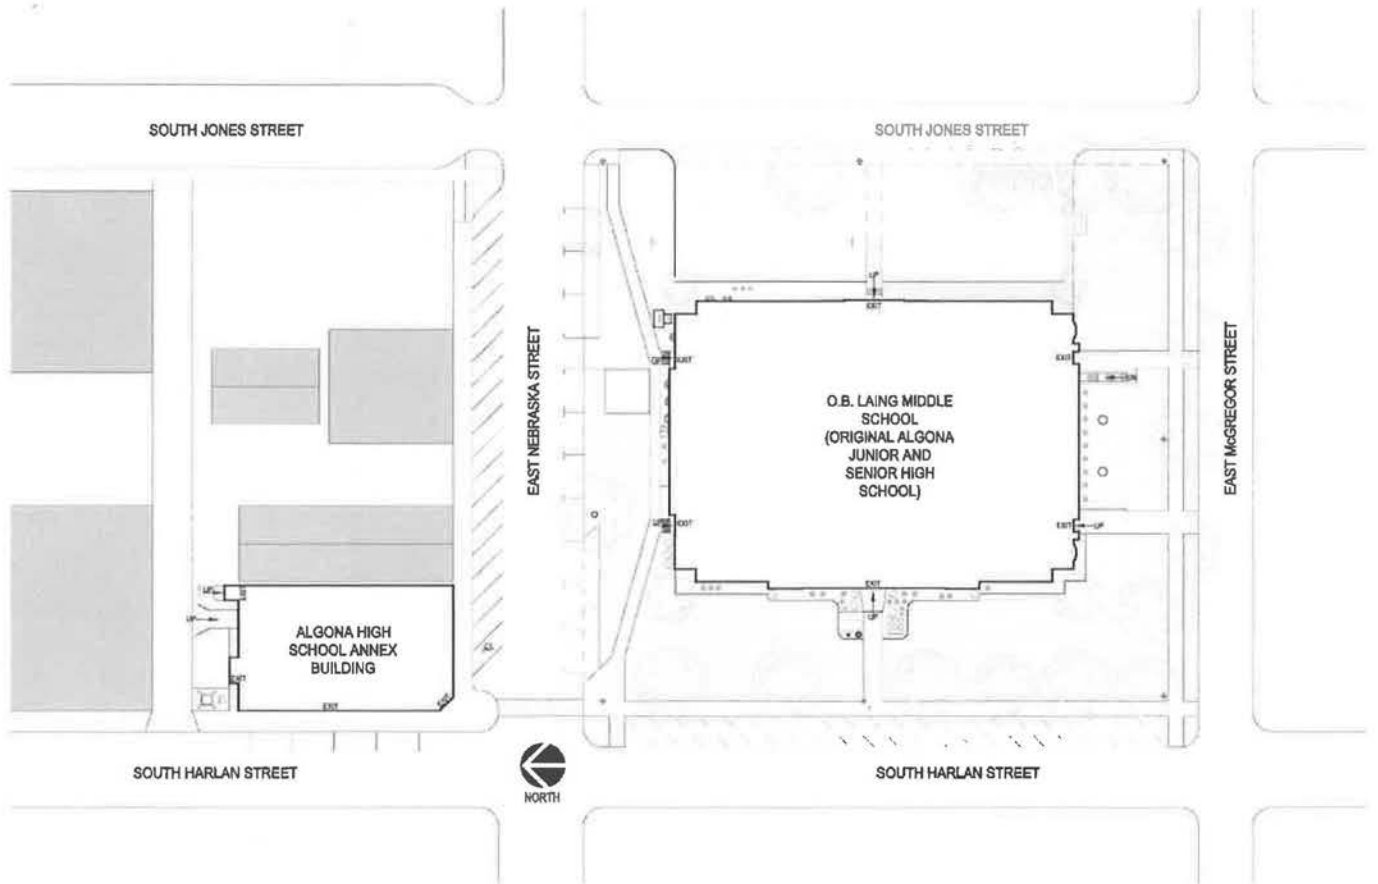 SOUTH JONES STREET
SOUTH JONES STREET
UP
EXIT
EAST NEBRASKA STREET
EXIT
EXIT
EAST McGREGOR STREET
O.B. LAING MIDDLE
SCHOOL
(ORIGINAL ALGONA
JUNIOR AND
SENIOR HIGH
SCHOOL)
EXIT
EXIT
UP
EXIT
UP
UP
UP
ALGONA HIGH
SCHOOL ANNEX
BUILDING
EXIT
EXIT
EXIT
SOUTH HARLAN STREET
NORTH
SOUTH HARLAN STREET